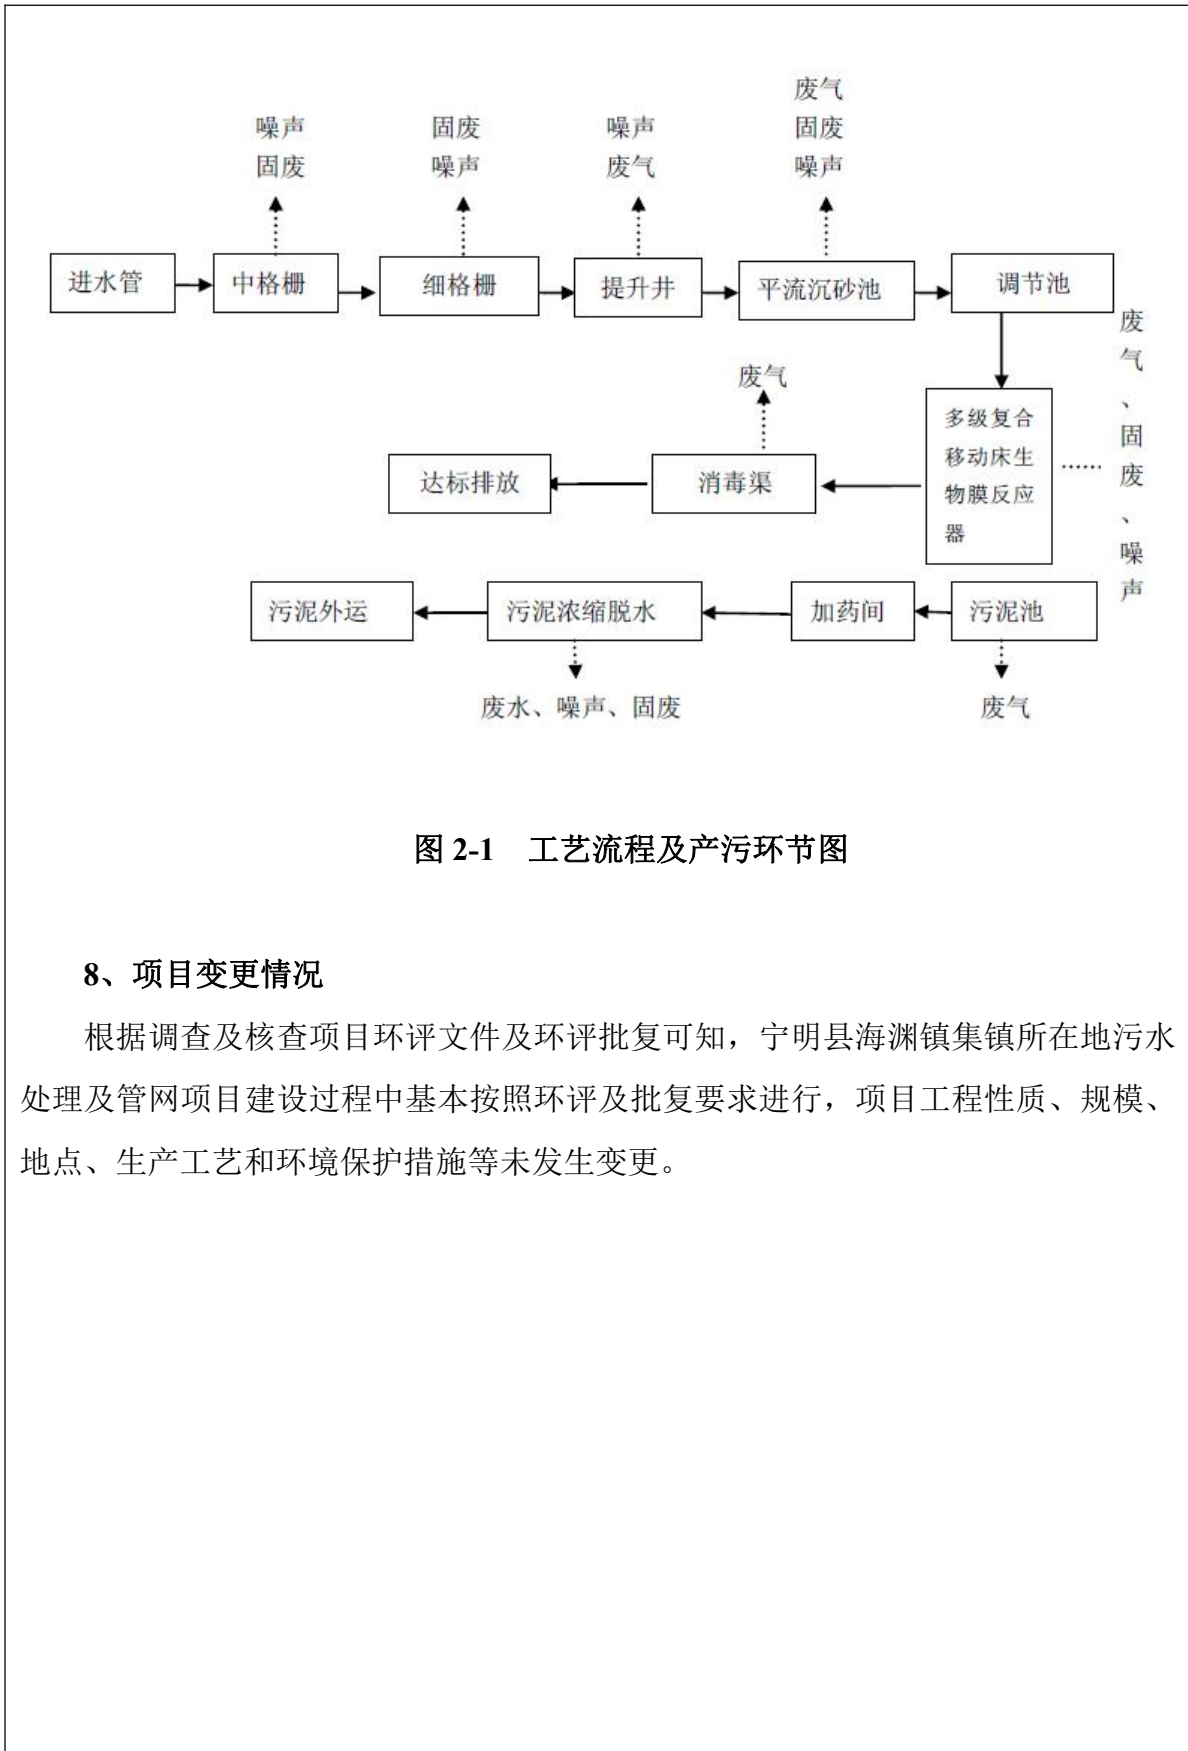 废气
噪声 固废 噪声 固废
固废 噪声 废气 噪声
进水管 中格栅 细格栅 提升井 平流沉砂池 调节池
废气、固废、噪声
废气
多级复合
移动床生
物膜反应
器
达标排放 消毒渠
污泥外运 污泥浓缩脱水 加药间 污泥池
废水、噪声、固废 废气
图 2-1 工艺流程及产污环节图
8、项目变更情况
根据调查及核查项目环评文件及环评批复可知，宁明县海渊镇集镇所在地污水
处理及管网项目建设过程中基本按照环评及批复要求进行，项目工程性质、规模、
地点、生产工艺和环境保护措施等未发生变更。